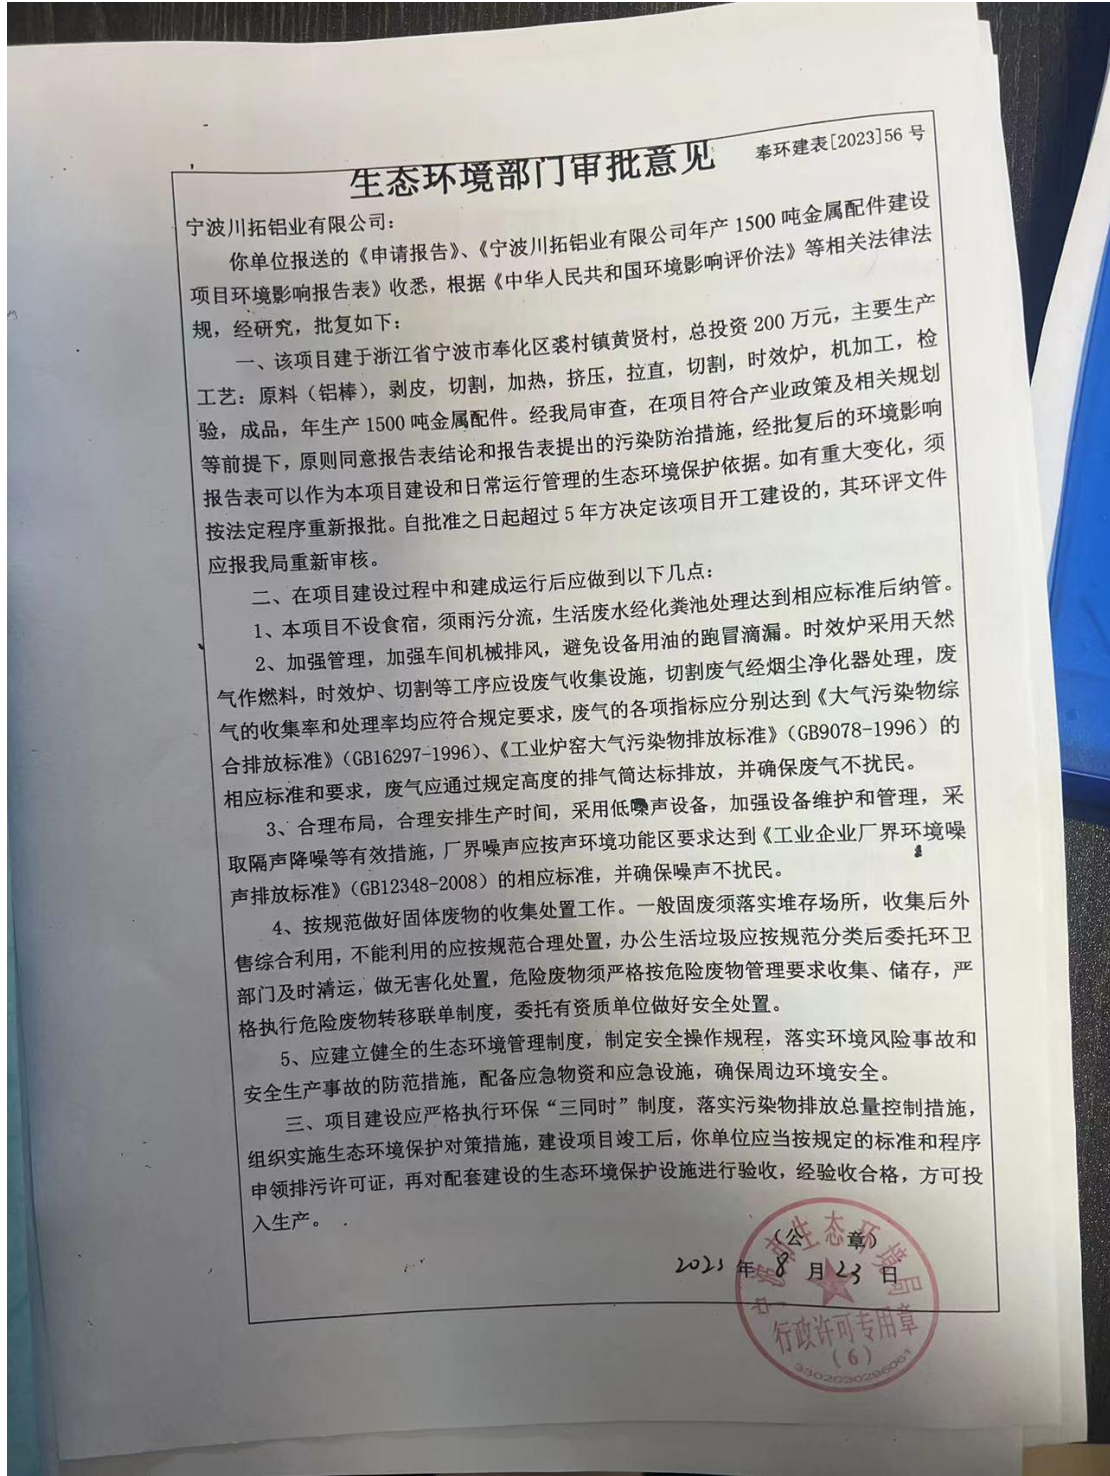 生态环境部门审批意见
奉环建表[2023]56 号
宁波川拓铝业有限公司：
你单位报送的《申请报告》、《宁波川拓铝业有限公司年产 1500 吨金属配件建设
项目环境影响报告表》收悉，根据《中华人民共和国环境影响评价法》等相关法律法
规，经研究，批复如下：
一、该项目建于浙江省宁波市奉化区裘村镇黄贤村，总投资 200 万元，主要生产
工艺：原料（铝棒），剥皮，切割，加热，挤压，拉直，切割，时效炉，机加工，检
验，成品，年生产 1500 吨金属配件。经我局审查，在项目符合产业政策及相关规划
等前提下，原则同意报告表结论和报告表提出的污染防治措施，经批复后的环境影响
报告表可以作为本项目建设和日常运行管理的生态环境保护依据。如有重大变化，须
按法定程序重新报批。自批准之日起超过 5 年方决定该项目开工建设的，其环评文件
应报我局重新审核。
二、在项目建设过程中和建成运行后应做到以下几点：
1、本项目不设食宿，须雨污分流，生活废水经化粪池处理达到相应标准后纳管。
2、加强管理，加强车间机械排风，避免设备用油的跑冒滴漏。时效炉采用天然
气作燃料，时效炉、切割等工序应设废气收集设施，切割废气经烟尘净化器处理，废
气的收集率和处理率均应符合规定要求，废气的各项指标应分别达到《大气污染物综
合排放标准》（GB16297-1996）、《工业炉窑大气污染物排放标准》（GB9078-1996）的
相应标准和要求，废气应通过规定高度的排气筒达标排放，并确保废气不扰民。
3、合理布局，合理安排生产时间，采用低噪声设备，加强设备维护和管理，采
取隔声降噪等有效措施，厂界噪声应按声环境功能区要求达到《工业企业厂界环境噪
声排放标准》（GB12348-2008）的相应标准，并确保噪声不扰民。
4、按规范做好固体废物的收集处置工作。一般固废须落实堆存场所，收集后外
售综合利用，不能利用的应按规范合理处置，办公生活垃圾应按规范分类后委托环卫
部门及时清运，做无害化处置，危险废物须严格按危险废物管理要求收集、储存，严
格执行危险废物转移联单制度，委托有资质单位做好安全处置。
5、应建立健全的生态环境管理制度，制定安全操作规程，落实环境风险事故和
安全生产事故的防范措施，配备应急物资和应急设施，确保周边环境安全。
三、项目建设应严格执行环保“三同时”制度，落实污染物排放总量控制措施，
组织实施生态环境保护对策措施，建设项目竣工后，你单位应当按规定的标准和程序
申领排污许可证，再对配套建设的生态环境保护设施进行验收，经验收合格，方可投
入生产。
（公 章）
2023 年 8 月 23 日
宁波市生态环境局
行政许可专用章
（6）
3302030296061